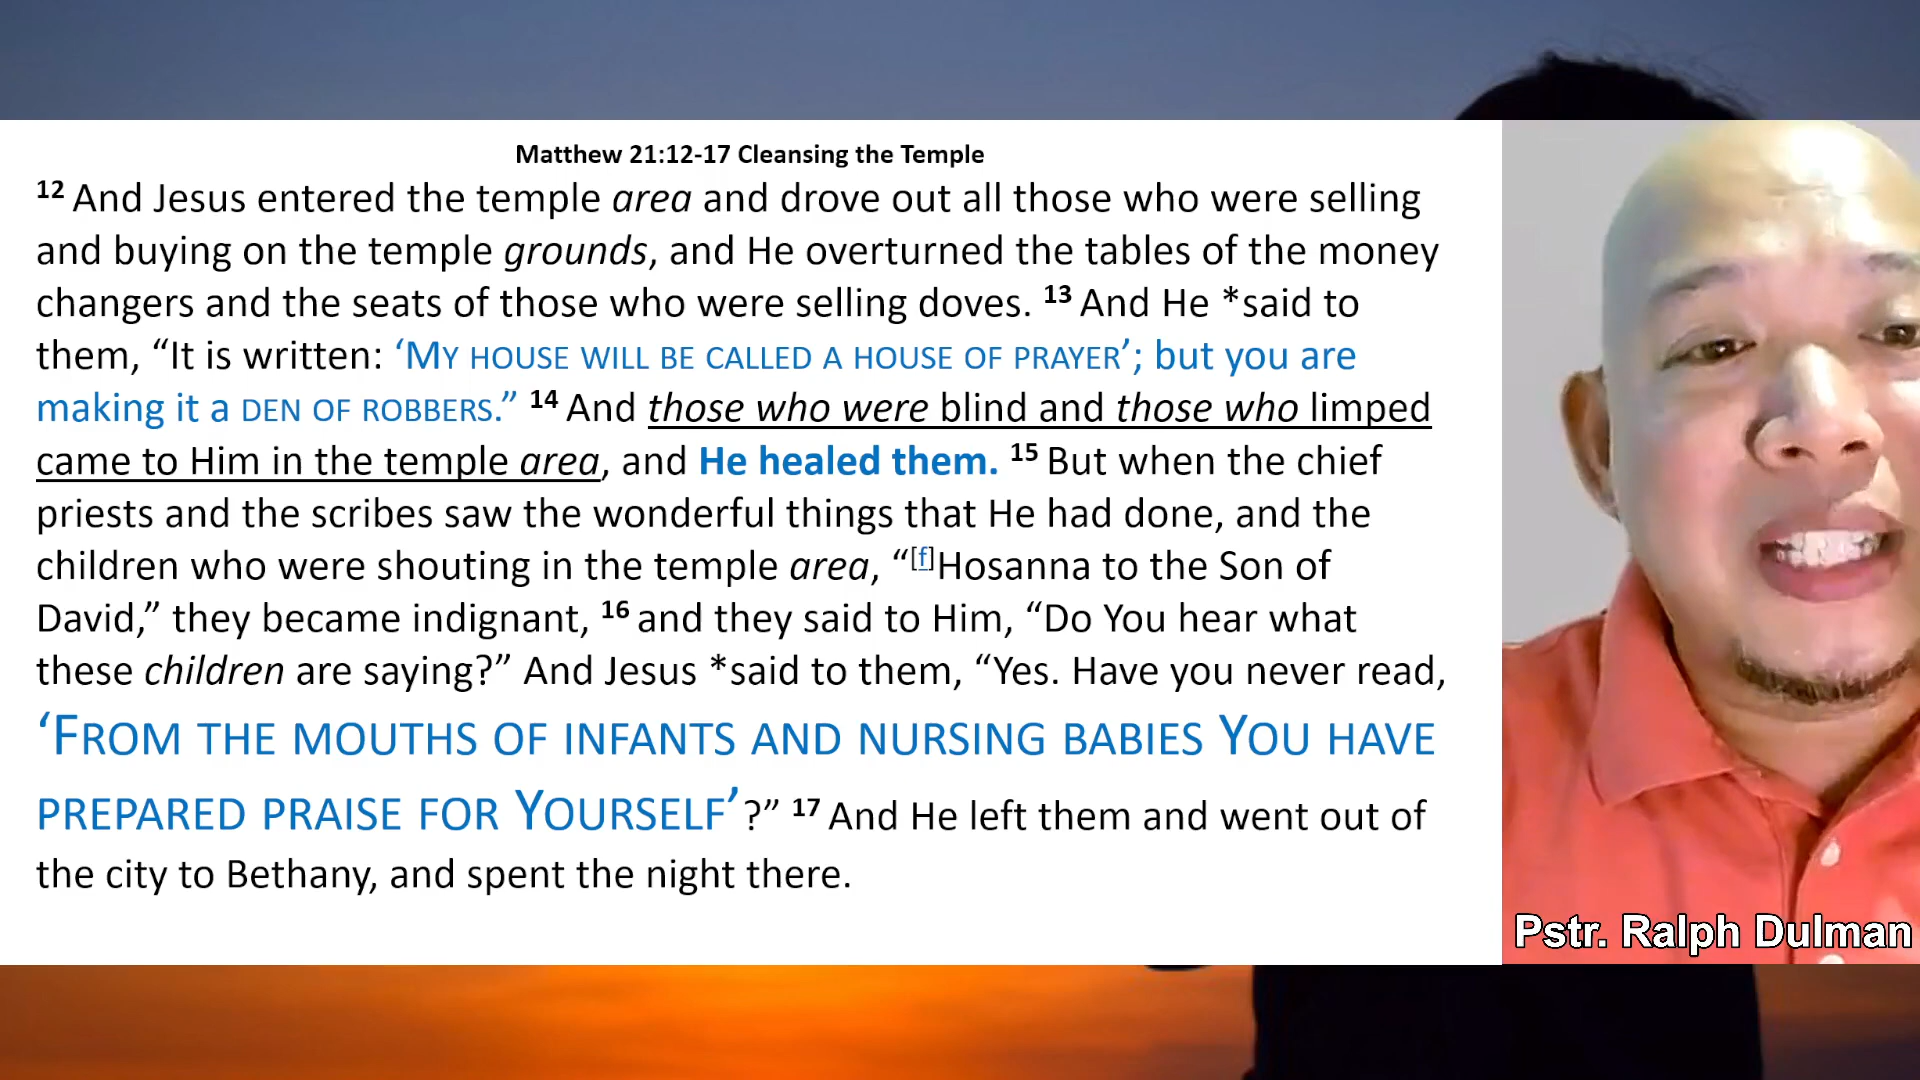 Matthew 21:12-17 Cleansing the Temple
12 And Jesus entered the temple area and drove out all those who were selling
and buying on the temple grounds, and He overturned the tables of the money
changers and the seats of those who were selling doves. 13 And He *said to
them, “It is written: ‘MY HOUSE WILL BE CALLED A HOUSE OF PRAYER’; but you are
making it a DEN OF ROBBERS.” 14 And those who were blind and those who limped
came to Him in the temple area, and He healed them. 15 But when the chief
priests and the scribes saw the wonderful things that He had done, and the
children who were shouting in the temple area, “[f]Hosanna to the Son of
David,” they became indignant, 16 and they said to Him, “Do You hear what
these children are saying?” And Jesus *said to them, “Yes. Have you never read,
‘FROM THE MOUTHS OF INFANTS AND NURSING BABIES YOU HAVE
PREPARED PRAISE FOR YOURSELF’?” 17 And He left them and went out of
the city to Bethany, and spent the night there.
Pstr. Ralph Dulman